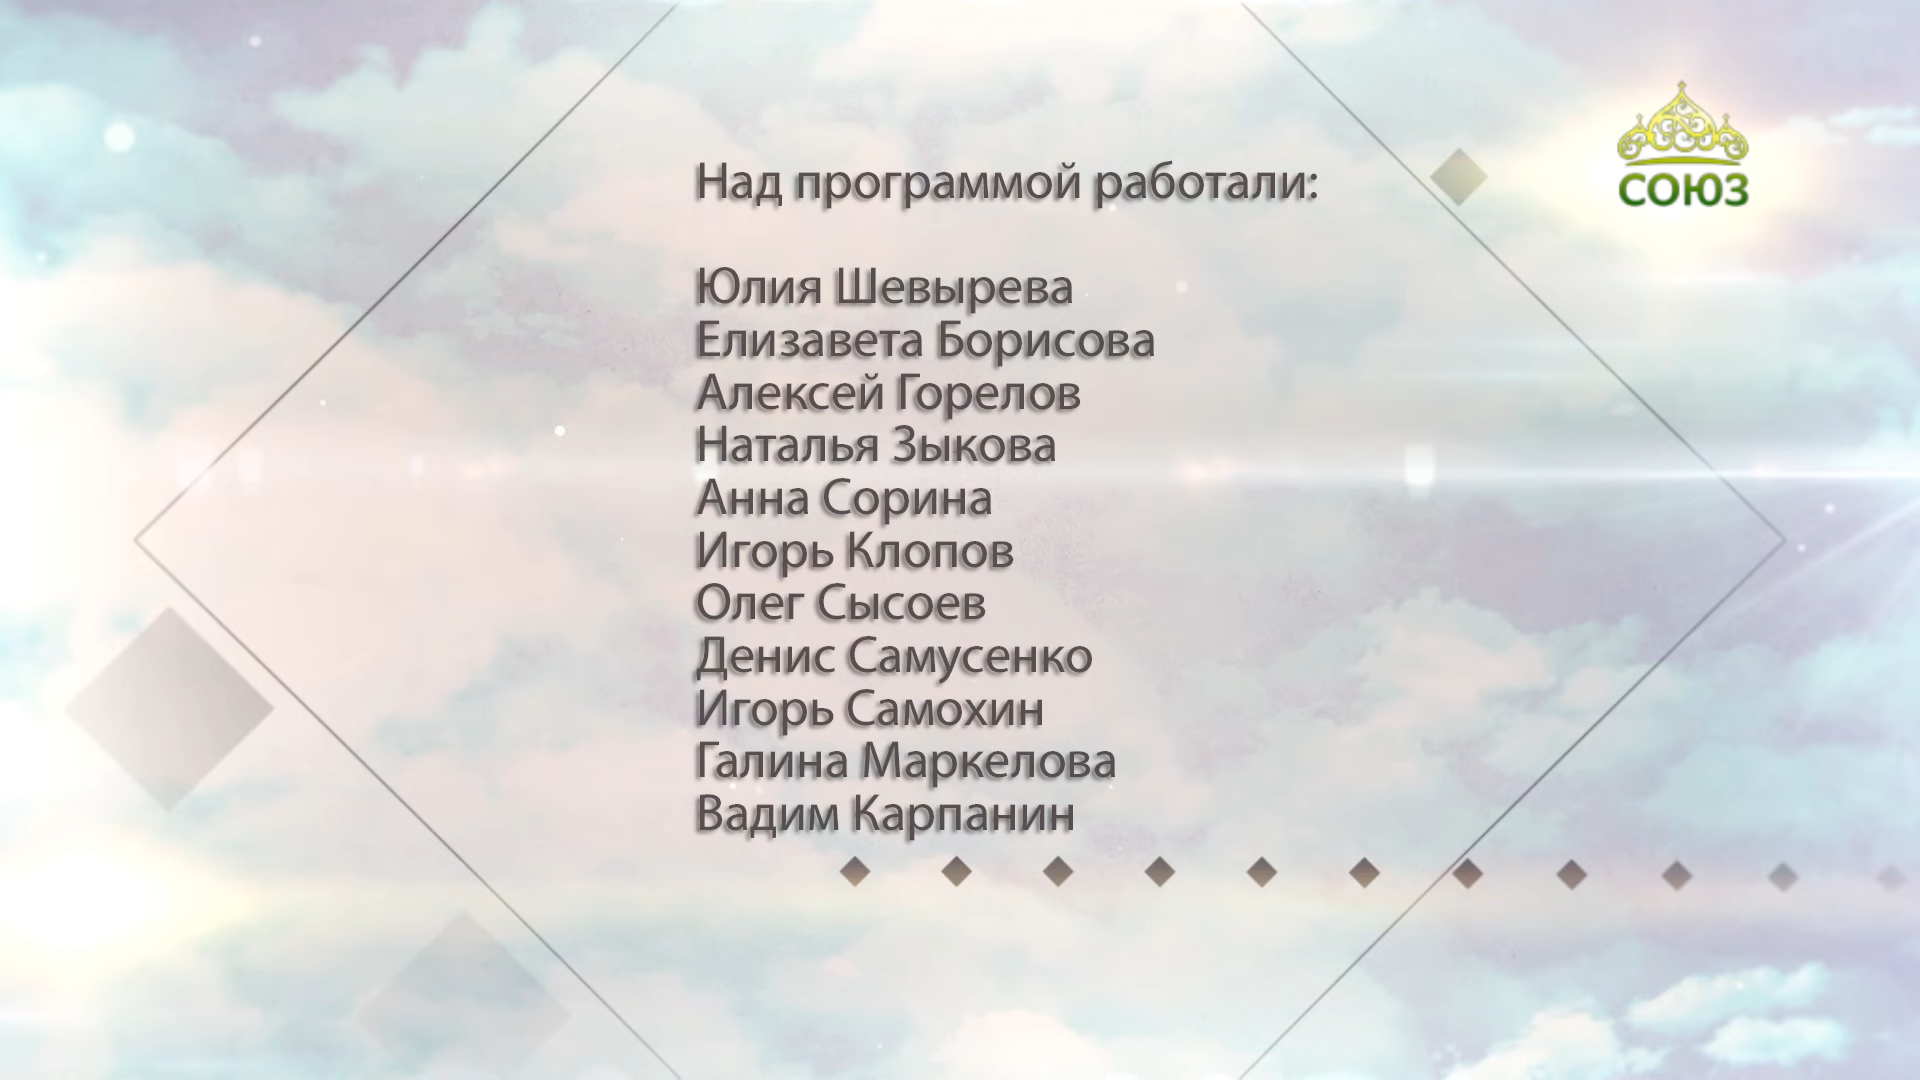 СОЮЗ
Над программой работали:
Юлия Шевырева
Елизавета Борисова
Алексей Горелов
Наталья Зыкова
Анна Сорина
Игорь Клопов
Олег Сысоев
Денис Самусенко
Игорь Самохин
Галина Маркелова
Вадим Карпанин